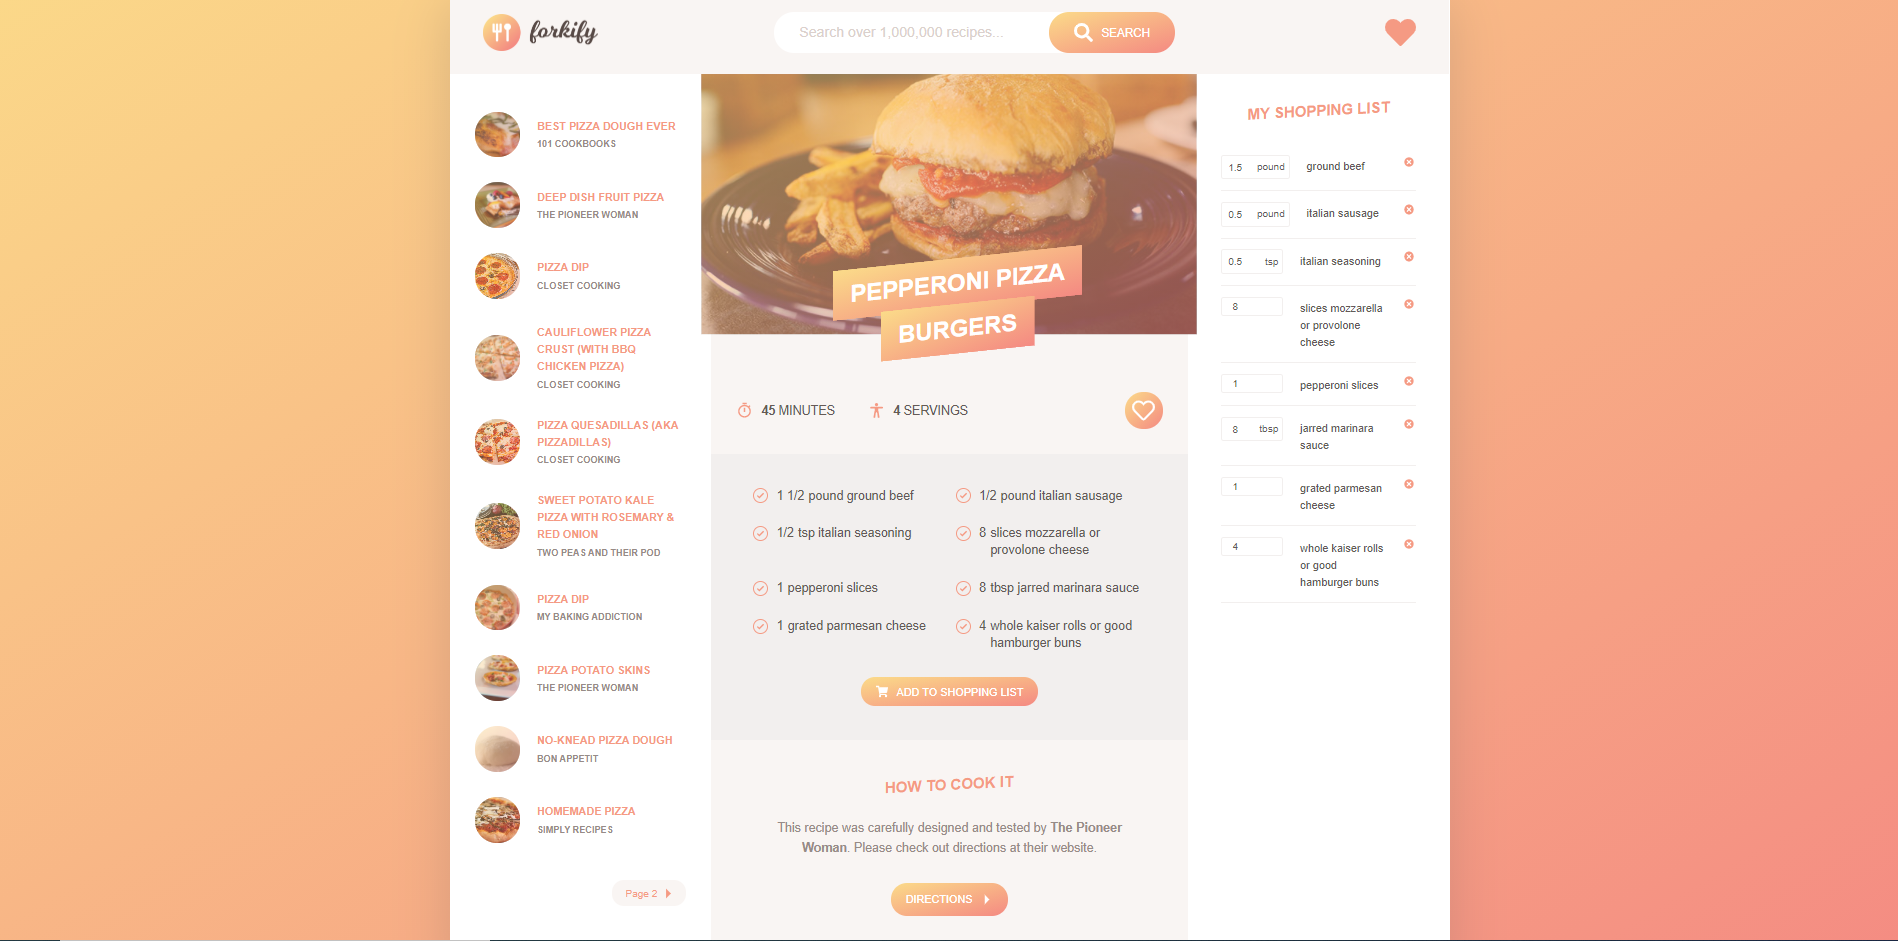 forkify
Search over 1,000,000 recipes...
SEARCH
BEST PIZZA DOUGH EVER
101 COOKBOOKS
DEEP DISH FRUIT PIZZA
THE PIONEER WOMAN
PIZZA DIP
CLOSET COOKING
CAULIFLOWER PIZZA
CRUST (WITH BBQ
CHICKEN PIZZA)
CLOSET COOKING
PIZZA QUESADILLAS (AKA
PIZZADILLAS)
CLOSET COOKING
SWEET POTATO KALE
PIZZA WITH ROSEMARY &
RED ONION
TWO PEAS AND THEIR POD
PIZZA DIP
MY BAKING ADDICTION
PIZZA POTATO SKINS
THE PIONEER WOMAN
NO-KNEAD PIZZA DOUGH
BON APPETIT
HOMEMADE PIZZA
SIMPLY RECIPES
Page 2
PEPPERONI PIZZA
BURGERS
45 MINUTES
4 SERVINGS
1 1/2 pound ground beef
1/2 pound italian sausage
1/2 tsp italian seasoning
8 slices mozzarella or
provolone cheese
1 pepperoni slices
8 tbsp jarred marinara sauce
1 grated parmesan cheese
4 whole kaiser rolls or good
hamburger buns
ADD TO SHOPPING LIST
HOW TO COOK IT
This recipe was carefully designed and tested by The Pioneer
Woman. Please check out directions at their website.
DIRECTIONS
MY SHOPPING LIST
1.5 pound ground beef
0.5 pound italian sausage
0.5 tsp italian seasoning
8 slices mozzarella
or provolone
cheese
1 pepperoni slices
8 tbsp jarred marinara
sauce
1 grated parmesan
cheese
4 whole kaiser rolls
or good
hamburger buns